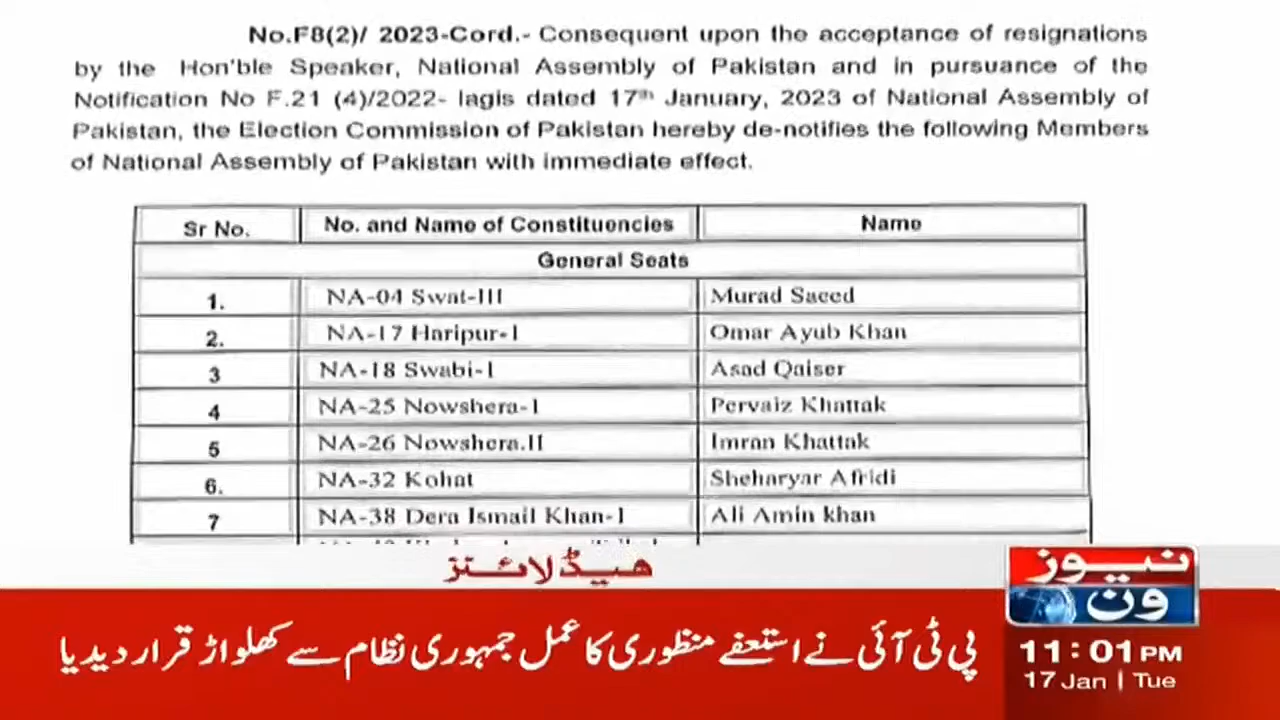 No.F8(2)/ 2023-Cord.- Consequent upon the acceptance of resignations
by the Hon'ble Speaker, National Assembly of Pakistan and in pursuance of the
Notification No F.21 (4)/2022- lagis dated 17th January, 2023 of National Assembly of
Pakistan, the Election Commission of Pakistan hereby de-notifies the following Members
of National Assembly of Pakistan with immediate effect.
Sr No. No. and Name of Constituencies Name
General Seats
1. NA-04 Swat-III Murad Saeed
2. NA-17 Haripur-I Omar Ayub Khan
3 NA-18 Swabi-I Asad Qaiser
4 NA-25 Nowshera-I Pervaiz Khattak
5 NA-26 Nowshera.II Imran Khattak
6. NA-32 Kohat Sheharyar Afridi
7 NA-38 Dera Ismail Khan-I Ali Amin khan
ہیڈلائنز
نیوز
ون
پی ٹی آئی نے استعفے منظوری کا عمل جمہوری نظام سے کھلواڑ قرار دیدیا
11:01 PM
17 Jan | Tue